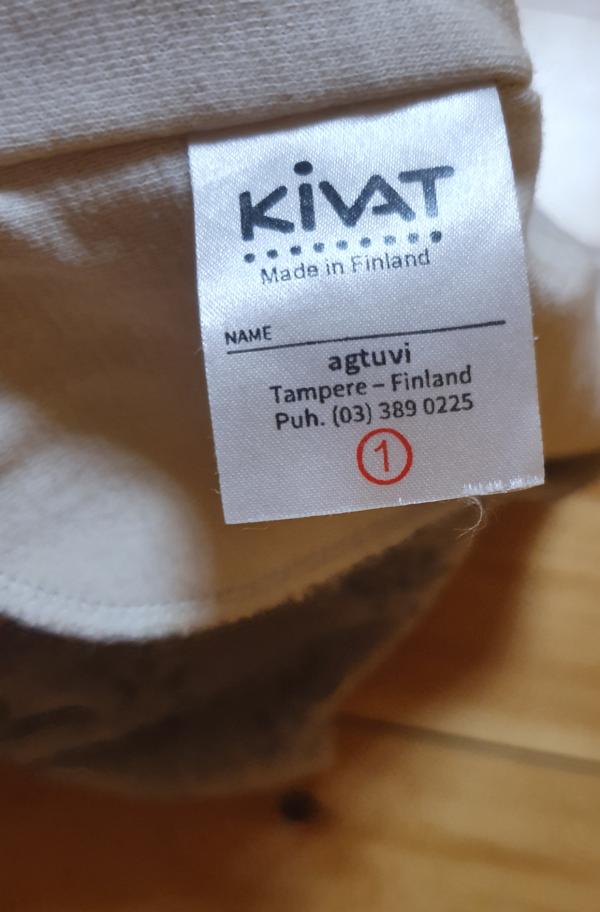 KiVAT
Made in Finland
NAME
agtuvi
Tampere – Finland
Puh. (03) 389 0225
1